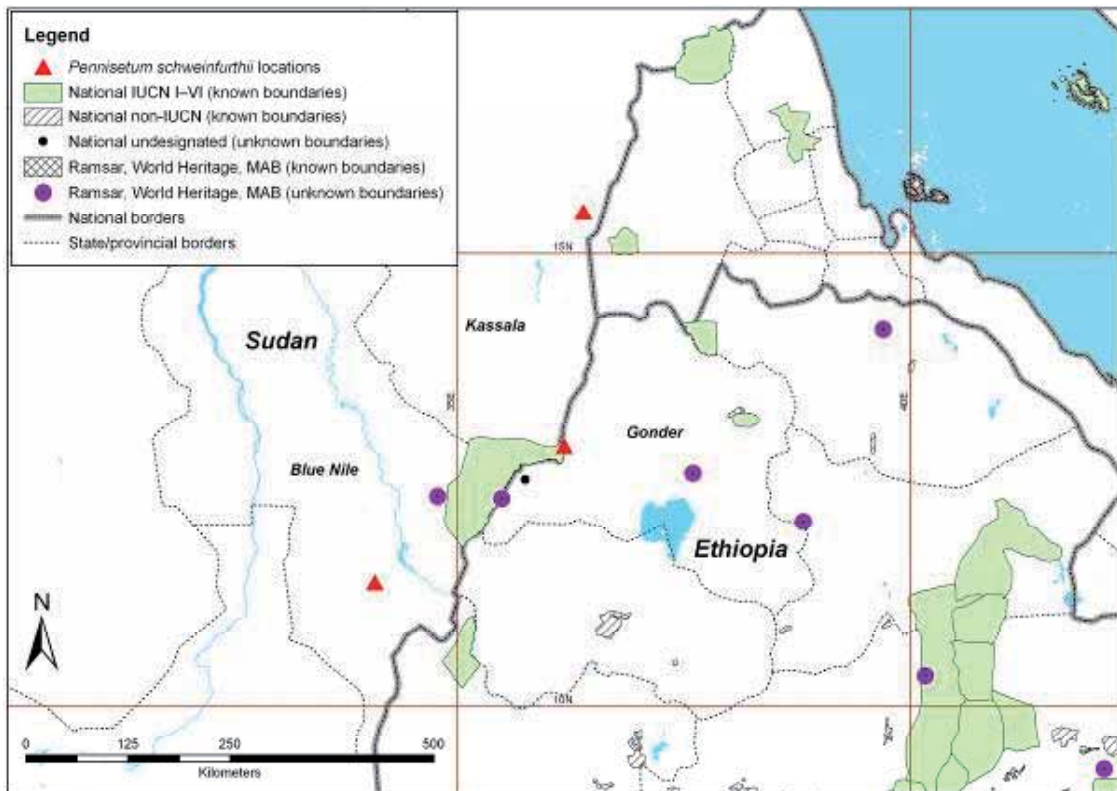 Legend
Pennisetum schweinfurthii locations
National IUCN I–VI (known boundaries)
National non-IUCN (known boundaries)
National undesignated (unknown boundaries)
Ramsar, World Heritage, MAB (known boundaries)
Ramsar, World Heritage, MAB (unknown boundaries)
National borders
State/provincial borders
15N
Sudan
Kassala
35E
40E
Gonder
Blue Nile
Ethiopia
N
10N
0 125 250 500
Kilometers